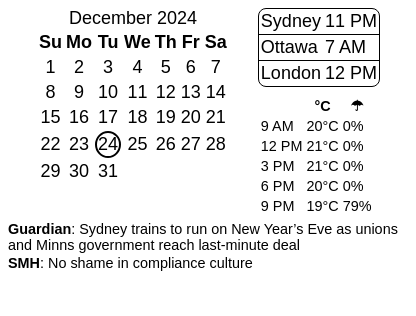 December 2024
Su Mo Tu We Th Fr Sa
1 2 3 4 5 6 7
8 9 10 11 12 13 14
15 16 17 18 19 20 21
22 23 24 25 26 27 28
29 30 31
Sydney 11 PM
Ottawa 7 AM
London 12 PM
°C ☂
9 AM 20°C 0%
12 PM 21°C 0%
3 PM 21°C 0%
6 PM 20°C 0%
9 PM 19°C 79%
Guardian: Sydney trains to run on New Year’s Eve as unions
and Minns government reach last-minute deal
SMH: No shame in compliance culture